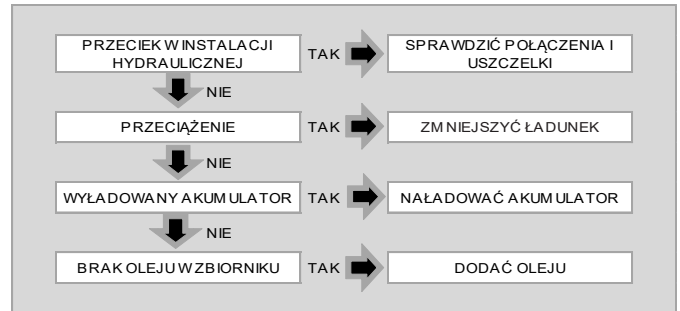 PRZECIEK W INSTALACJI
HYDRAULICZNEJ
TAK
SPRAWDZIĆ POŁĄCZENIA I
USZCZELKI
NIE
PRZECIĄŻENIE
TAK
ZMNIEJSZYĆ ŁADUNEK
NIE
WYŁADOWANY AKUMULATOR
TAK
NAŁADOWAĆ AKUMULATOR
NIE
BRAK OLEJU W ZBIORNIKU
TAK
DODAĆ OLEJU